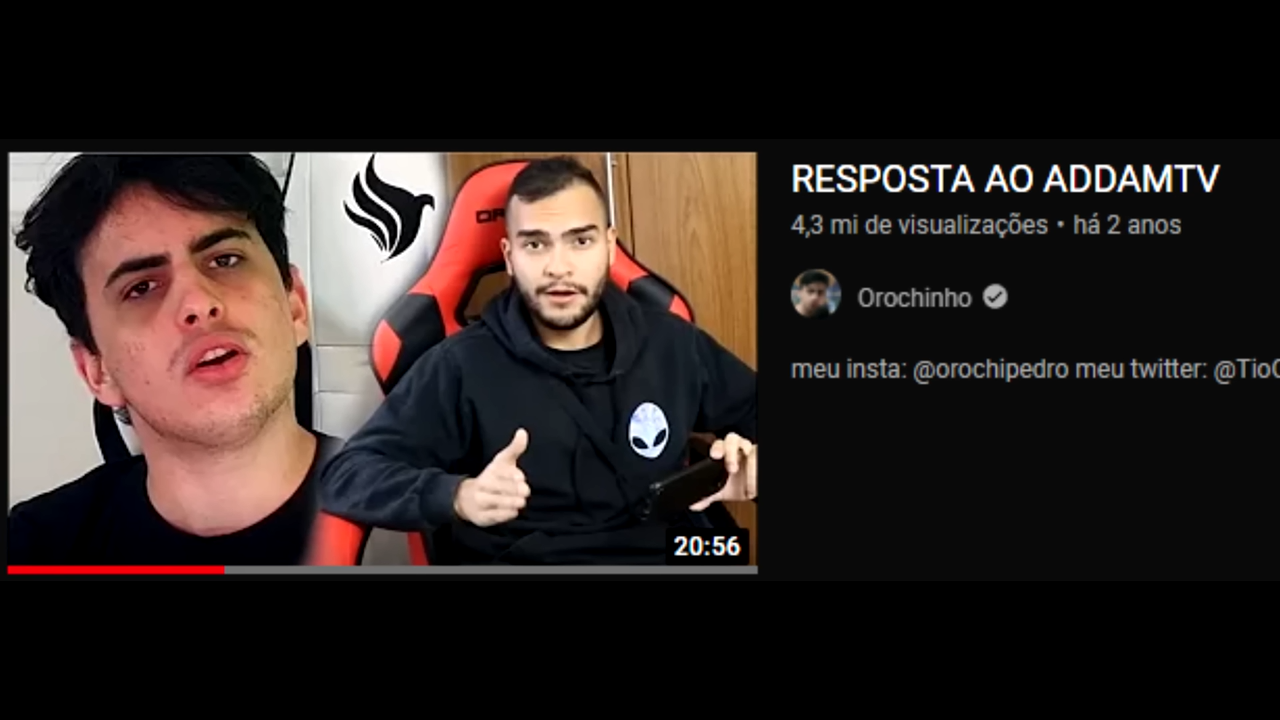 RESPOSTA AO ADDAMTV
4,3 mi de visualizações • há 2 anos
Orochinho
meu insta: @orochipedro meu twitter: @Tio
20:56